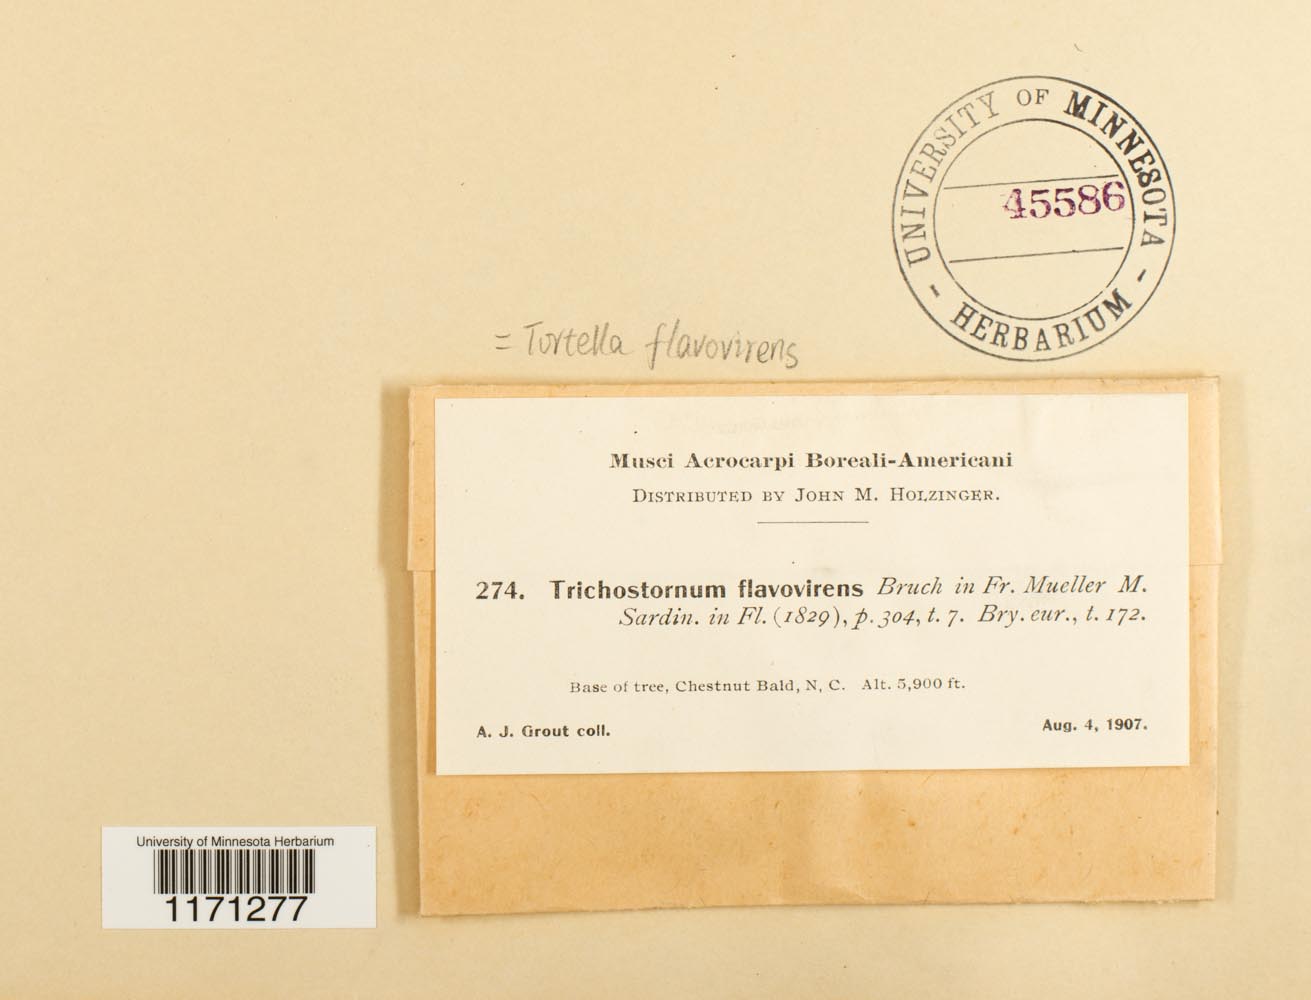 UNIVERSITY OF MINNESOTA
45586
- HERBARIUM -
= Tortella flavovirens
Musci Acrocarpi Boreali-Americani
DISTRIBUTED BY JOHN M. HOLZINGER.
274. Trichostornum flavovirens Bruch in Fr. Mueller M.
Sardin. in Fl. (1829), p. 304, t. 7. Bry. eur., t. 172.
Base of tree, Chestnut Bald, N, C. Alt. 5,900 ft.
A. J. Grout coll. Aug. 4, 1907.
University of Minnesota Herbarium
1171277